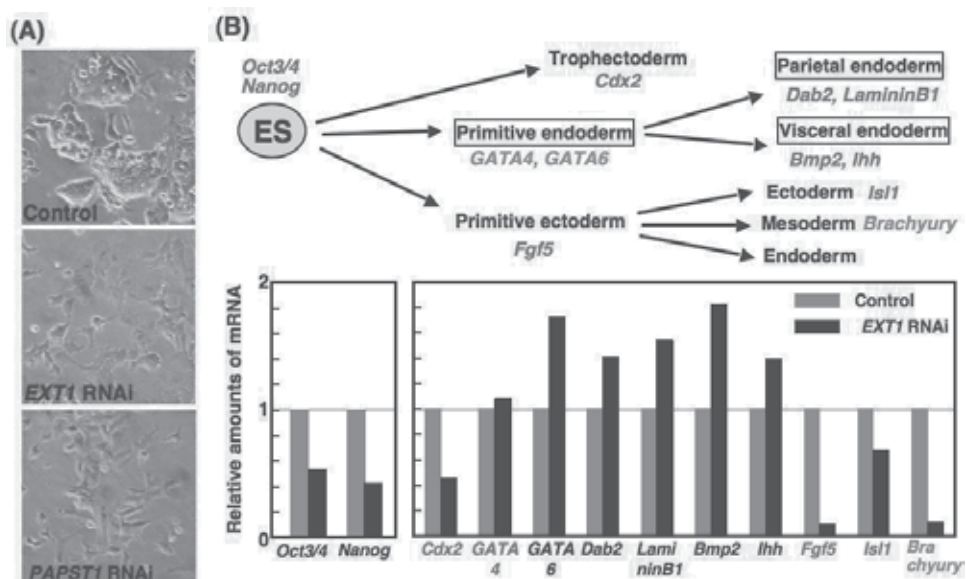 (A)
Control
EXT1 RNAi
PAPST1 RNAi
(B)
Oct3/4
Nanog
ES
Trophectoderm
Cdx2
Primitive endoderm
GATA4, GATA6
Parietal endoderm
Dab2, LamininB1
Visceral endoderm
Bmp2, Ihh
Primitive ectoderm
Fgf5
Ectoderm Isl1
Mesoderm Brachyury
Endoderm
Relative amounts of mRNA
2
1
0
Control
EXT1 RNAi
Oct3/4 Nanog
Cdx2 GATA GATA Dab2 Lami Bmp2 Ihh Fgf5 Isl1 Bra
4 6 ninB1 chyury